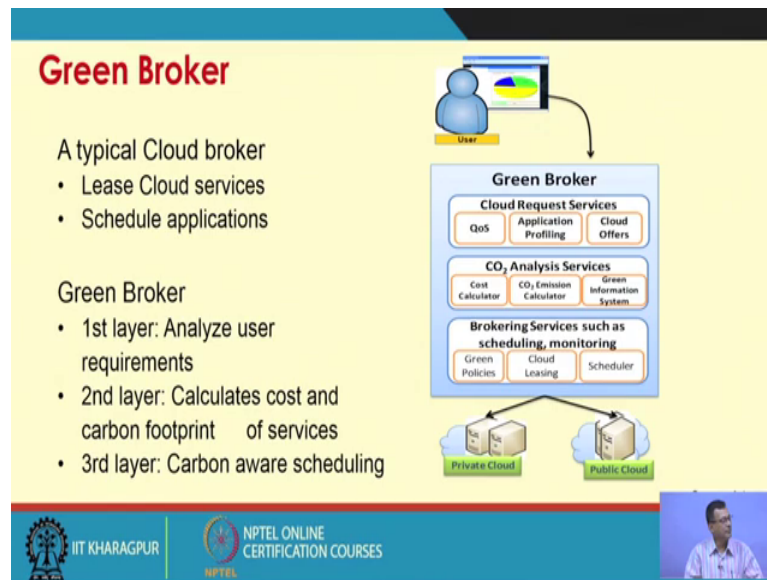 Green Broker
A typical Cloud broker
• Lease Cloud services
• Schedule applications
Green Broker
• 1st layer: Analyze user
requirements
• 2nd layer: Calculates cost and
carbon footprint of services
• 3rd layer: Carbon aware scheduling
User
Green Broker
Cloud Request Services
QoS
Application
Profiling
Cloud
Offers
CO₂ Analysis Services
Cost
Calculator
CO₂ Emission
Calculator
Green
Information
System
Brokering Services such as
scheduling, monitoring
Green
Policies
Cloud
Leasing
Scheduler
Private Cloud
Public Cloud
IIT KHARAGPUR
NPTEL
NPTEL ONLINE
CERTIFICATION COURSES